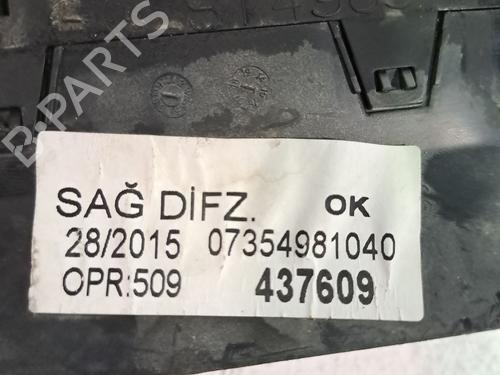 B-PARTS
SAĞ DİFZ. OK
28/2015 07354981040
OPR:509 437609